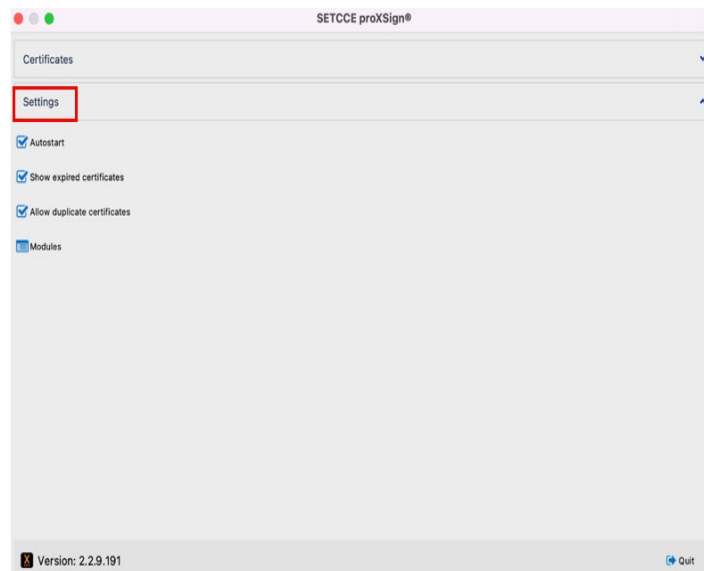 SETCCE proXSign®
Certificates
Settings
Autostart
Show expired certificates
Allow duplicate certificates
Modules
Version: 2.2.9.191
Quit